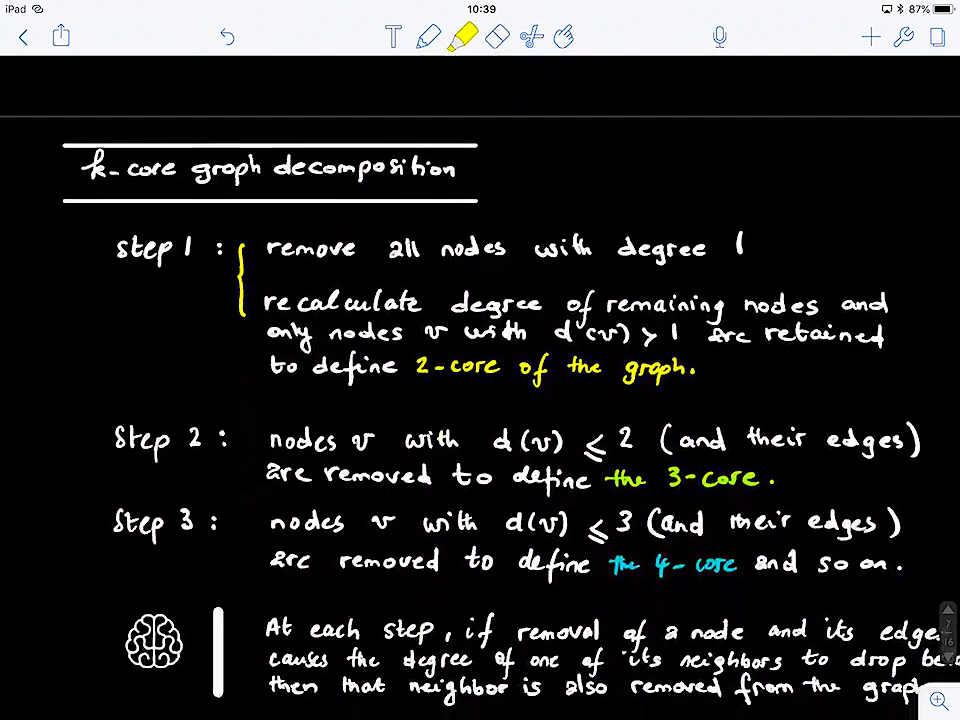 iPad
10:39
87%
T
k-core graph decomposition
Step 1 : remove all nodes with degree 1
recalculate degree of remaining nodes and
only nodes v with d(v) > 1 are retained
to define 2-core of the graph.
Step 2 : nodes v with d(v) ⩽ 2 (and their edges)
are removed to define the 3-core.
Step 3 : nodes v with d(v) ⩽ 3 (and their edges)
are removed to define the 4-core and so on.
At each step, if removal of a node and its edge
causes the degree of one of its neighbors to drop
then that neighbor is also removed from the graph
7
16